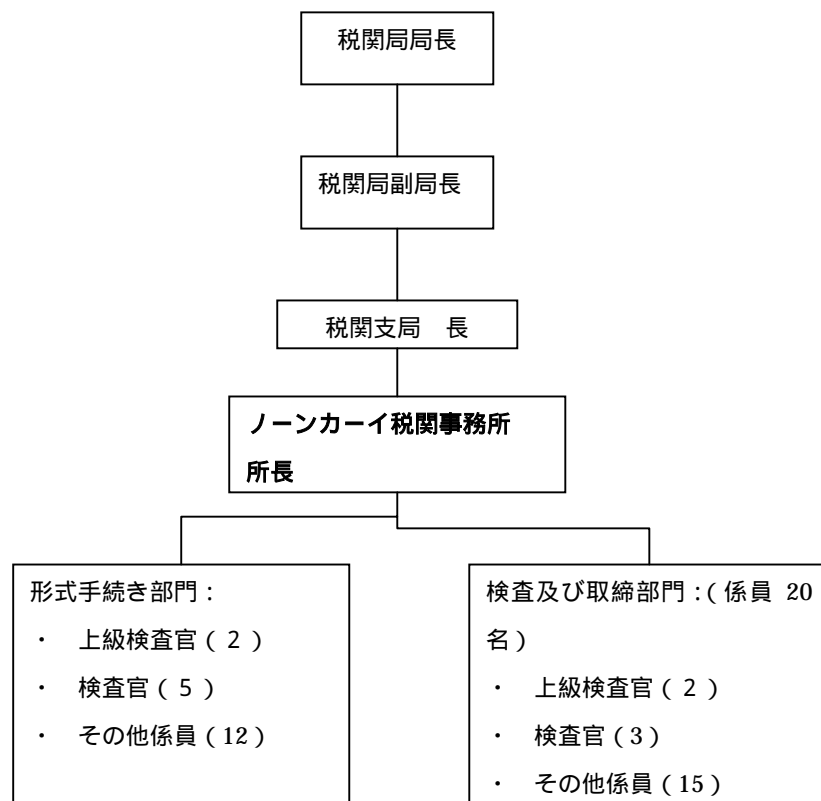 税関局局長
税関局副局長
税関支局　長
ノーンカーイ税関事務所
所長
形式手続き部門：
・　上級検査官（２）
・　検査官（５）
・　その他係員（12）
検査及び取締部門：（係員 20
名）
・　上級検査官（２）
・　検査官（3）
・　その他係員（15）